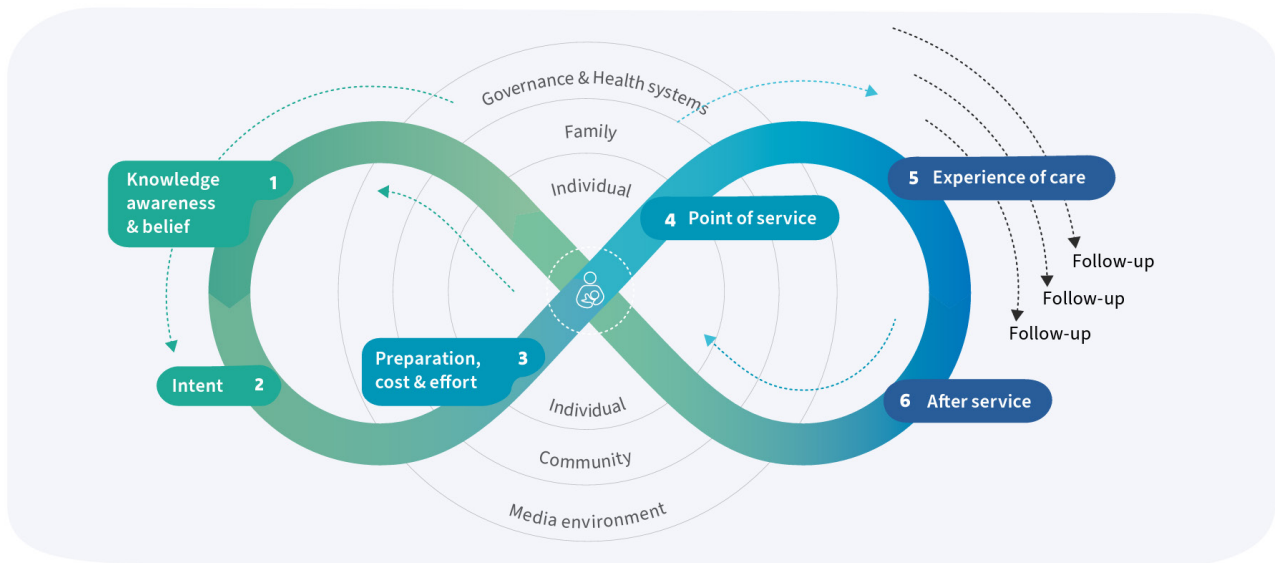 Governance & Health systems
Family
Individual
Knowledge 1
awareness
& belief
Intent 2
Preparation, 3
cost & effort
4 Point of service
5 Experience of care
Follow-up
Follow-up
Follow-up
6 After service
Individual
Community
Media environment